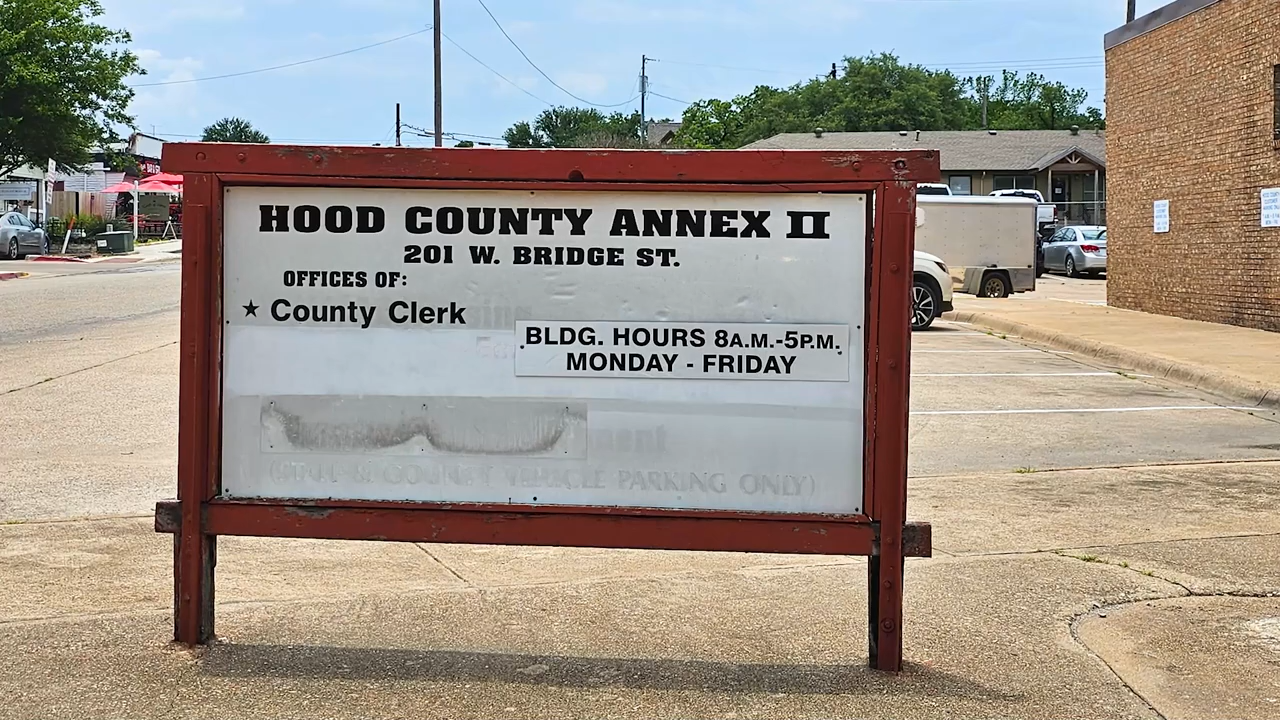 HOOD COUNTY ANNEX II
201 W. BRIDGE ST.
OFFICES OF:
★ County Clerk
BLDG. HOURS 8A.M.-5P.M.
MONDAY - FRIDAY
VEHICLE PARKING ONLY)